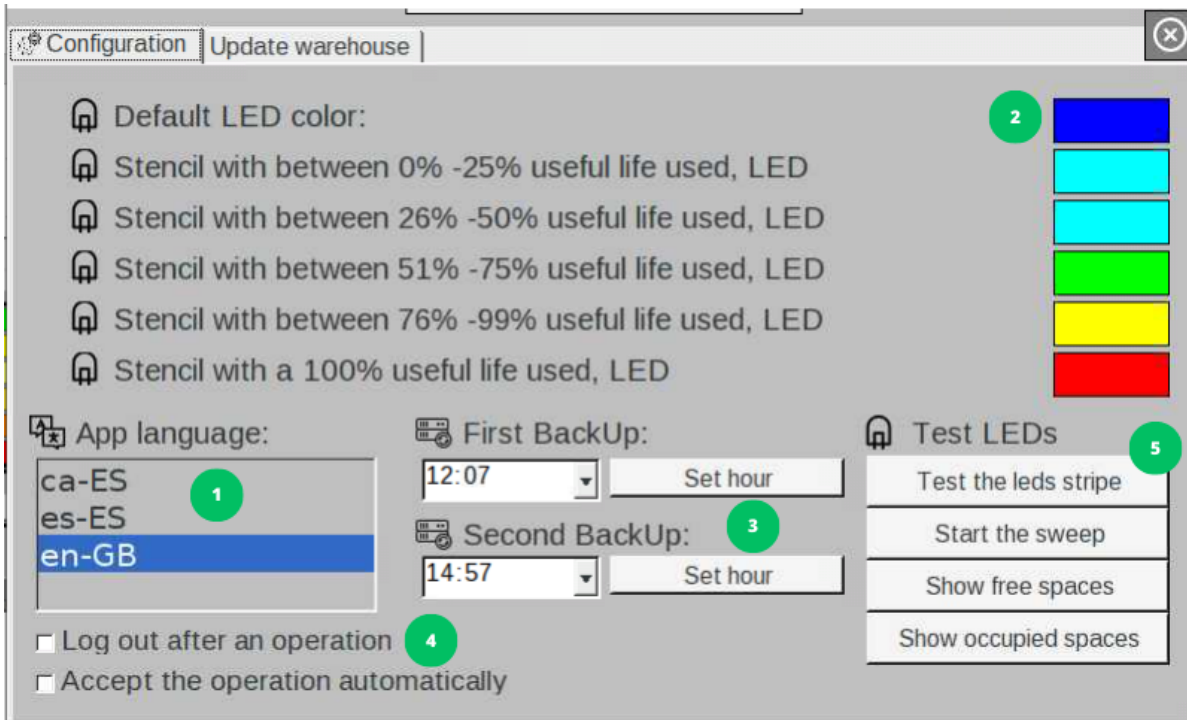 Configuration Update warehouse
Default LED color: 2
Stencil with between 0% -25% useful life used, LED
Stencil with between 26% -50% useful life used, LED
Stencil with between 51% -75% useful life used, LED
Stencil with between 76% -99% useful life used, LED
Stencil with a 100% useful life used, LED
App language:
ca-ES
es-ES
en-GB
1
First BackUp:
12:07 Set hour
3
Second BackUp:
14:57 Set hour
Test LEDs
5
Test the leds stripe
Start the sweep
Show free spaces
Show occupied spaces
Log out after an operation 4
Accept the operation automatically